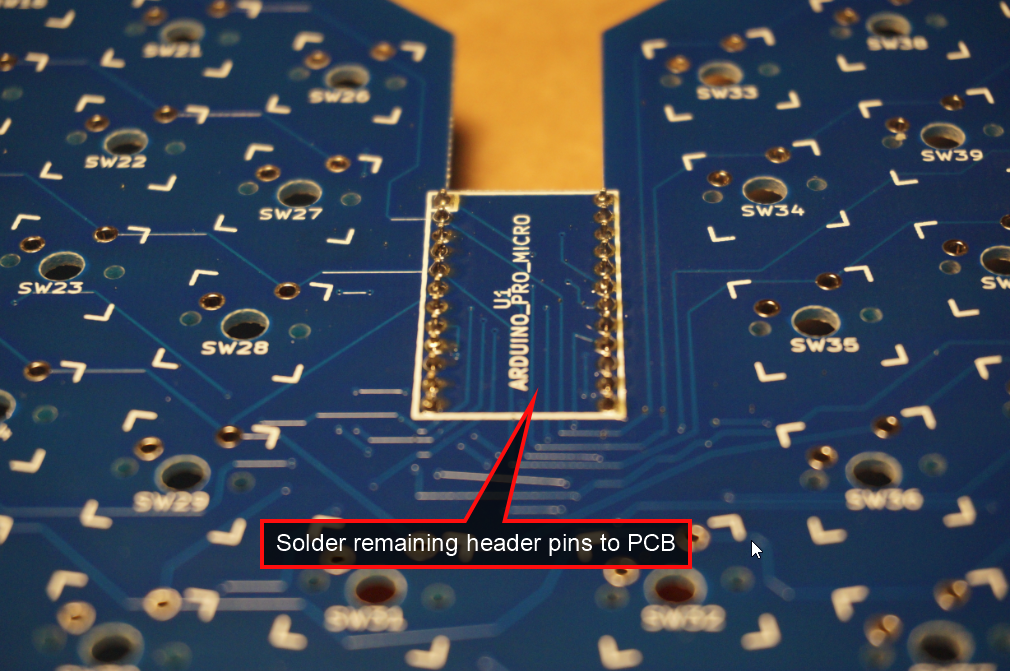 SW21
SW26
SW38
SW33
SW22
SW39
SW27
SW34
U1
ARDUINO_PRO_MICRO
SW23
SW28
SW35
SW29
SW36
Solder remaining header pins to PCB
SW32